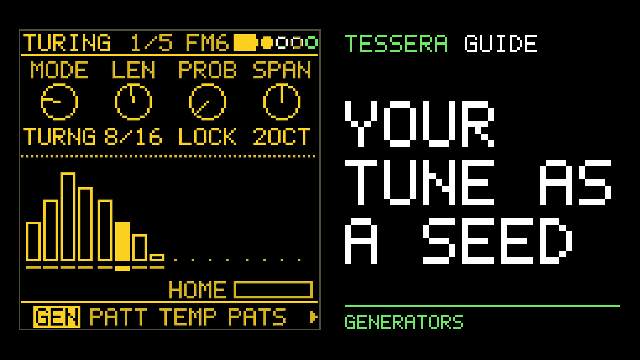 TURING 1/5 FM6
MODE LEN PROB SPAN
TURNG 8/16 LOCK 2OCT
HOME
GEN PATT TEMP PATS
TESSERA GUIDE
YOUR
TUNE AS
A SEED
GENERATORS